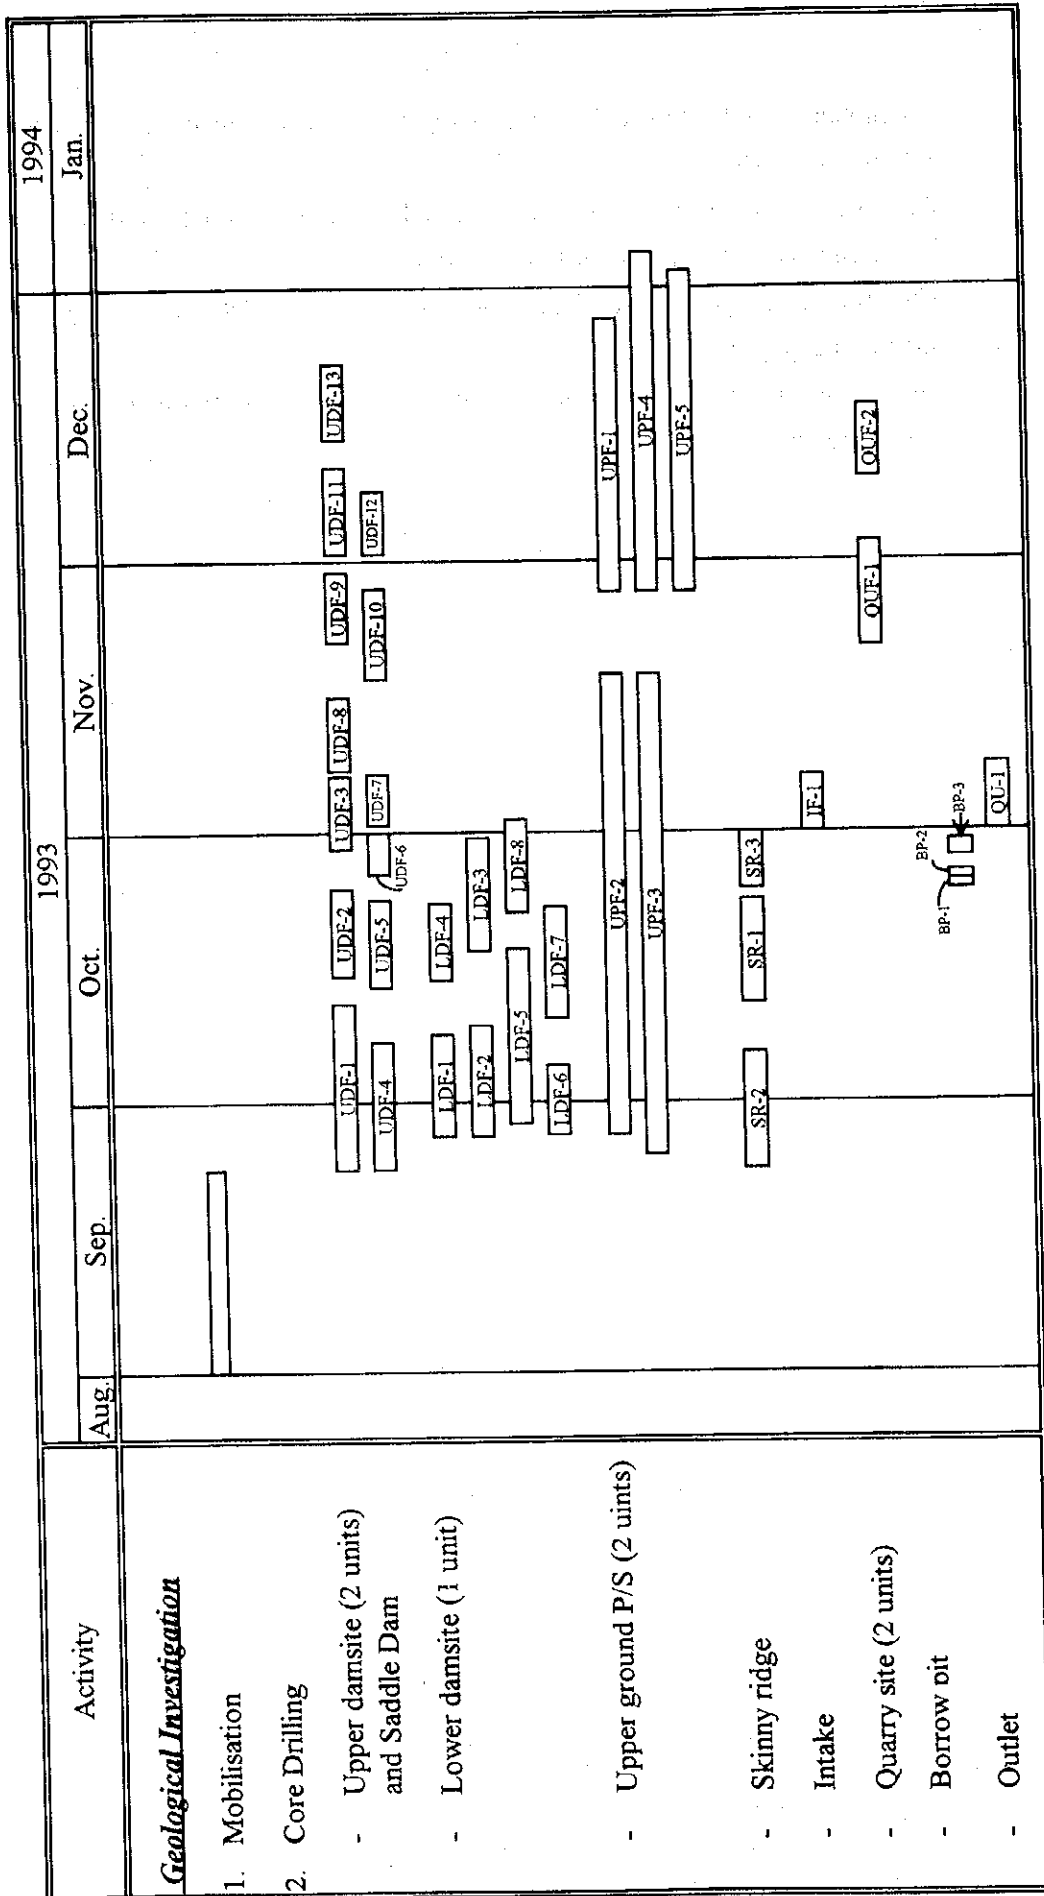 Activity
1993
1994
Aug.
Sep.
Oct.
Nov.
Dec.
Jan.
Geological Investigation
1. Mobilisation
2. Core Drilling
- Upper damsite (2 units)
and Saddle Dam
UDF-1
UDF-2
UDF-3
UDF-8
UDF-9
UDF-11
UDF-13
UDF-4
UDF-5
UDF-6
UDF-7
UDF-10
UDF-12
- Lower damsite (1 unit)
LDF-1
LDF-4
LDF-2
LDF-3
LDF-5
LDF-8
LDF-6
LDF-7
- Upper ground P/S (2 uints)
UPF-2
UPF-1
UPF-3
UPF-4
UPF-5
- Skinny ridge
SR-2
SR-1
SR-3
- Intake
IF-1
- Quarry site (2 units)
QUF-1
QUF-2
- Borrow pit
BP-1
BP-2
BP-3
- Outlet
QU-1